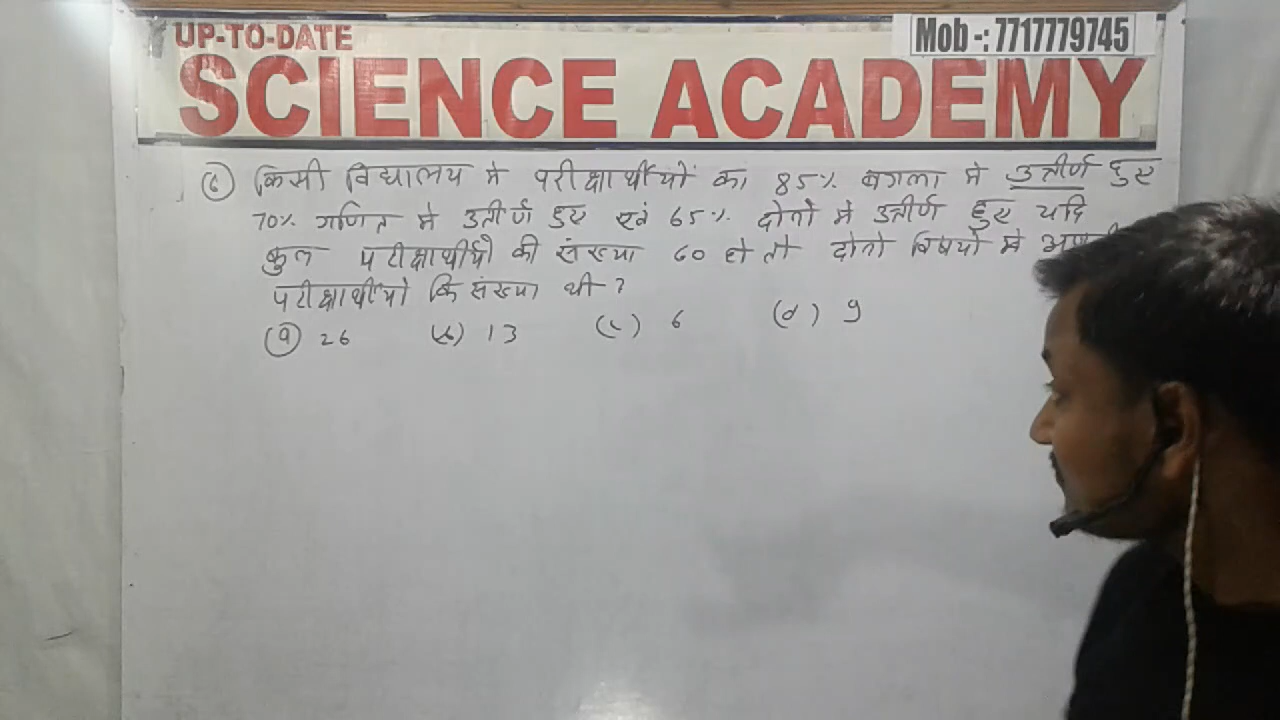 UP-TO-DATE
Mob -: 7717779745
SCIENCE ACADEMY
6 किसी विद्यालय मे परीक्षार्थीयों का 85% बगला मे उत्तीर्ण हुए
70% गणित मे उत्तीर्ण हुए एवं 65% दोनो मे उत्तीर्ण हुए यदि
कुल परीक्षार्थीयो की संख्या 60 हो तो दोनो विषयो मे
परीक्षार्थीयो कि संख्या थी ?
(a) 26 (b) 13 (c) 6 (d) 9